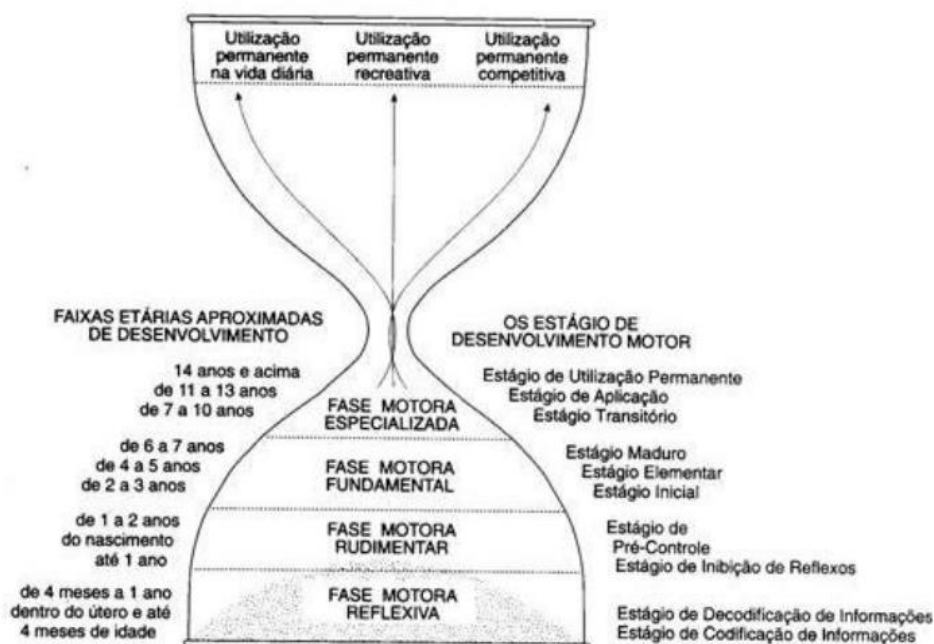 Utilização
permanente
na vida diária
Utilização
permanente
recreativa
Utilização
permanente
competitiva
FAIXAS ETÁRIAS APROXIMADAS
DE DESENVOLVIMENTO
14 anos e acima
de 11 a 13 anos
de 7 a 10 anos
de 6 a 7 anos
de 4 a 5 anos
de 2 a 3 anos
de 1 a 2 anos
do nascimento
até 1 ano
de 4 meses a 1 ano
dentro do útero e até
4 meses de idade
FASE MOTORA
ESPECIALIZADA
FASE MOTORA
FUNDAMENTAL
FASE MOTORA
RUDIMENTAR
FASE MOTORA
REFLEXIVA
OS ESTÁGIO DE
DESENVOLVIMENTO MOTOR
Estágio de Utilização Permanente
Estágio de Aplicação
Estágio Transitório
Estágio Maduro
Estágio Elementar
Estágio Inicial
Estágio de
Pré-Controle
Estágio de Inibição de Reflexos
Estágio de Decodificação de Informações
Estágio de Codificação de Informações